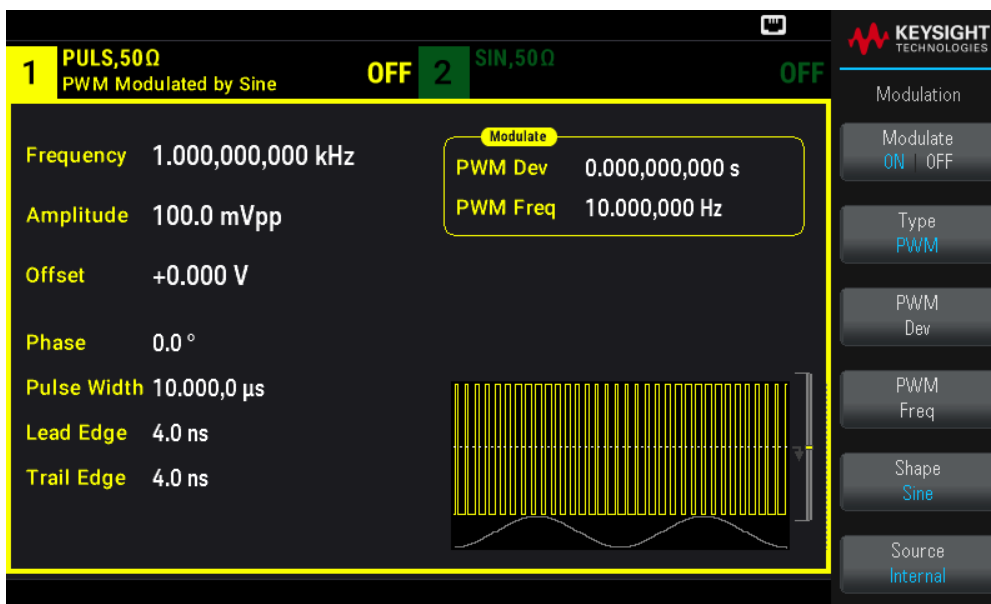 1 PULS,50Ω OFF 2 SIN,50Ω OFF
PWM Modulated by Sine
Frequency 1.000,000,000 kHz
Amplitude 100.0 mVpp
Offset +0.000 V
Phase 0.0 °
Pulse Width 10.000,0 µs
Lead Edge 4.0 ns
Trail Edge 4.0 ns
Modulate
PWM Dev 0.000,000,000 s
PWM Freq 10.000,000 Hz
KEYSIGHT
TECHNOLOGIES
Modulation
Modulate
ON | OFF
Type
PWM
PWM
Dev
PWM
Freq
Shape
Sine
Source
Internal